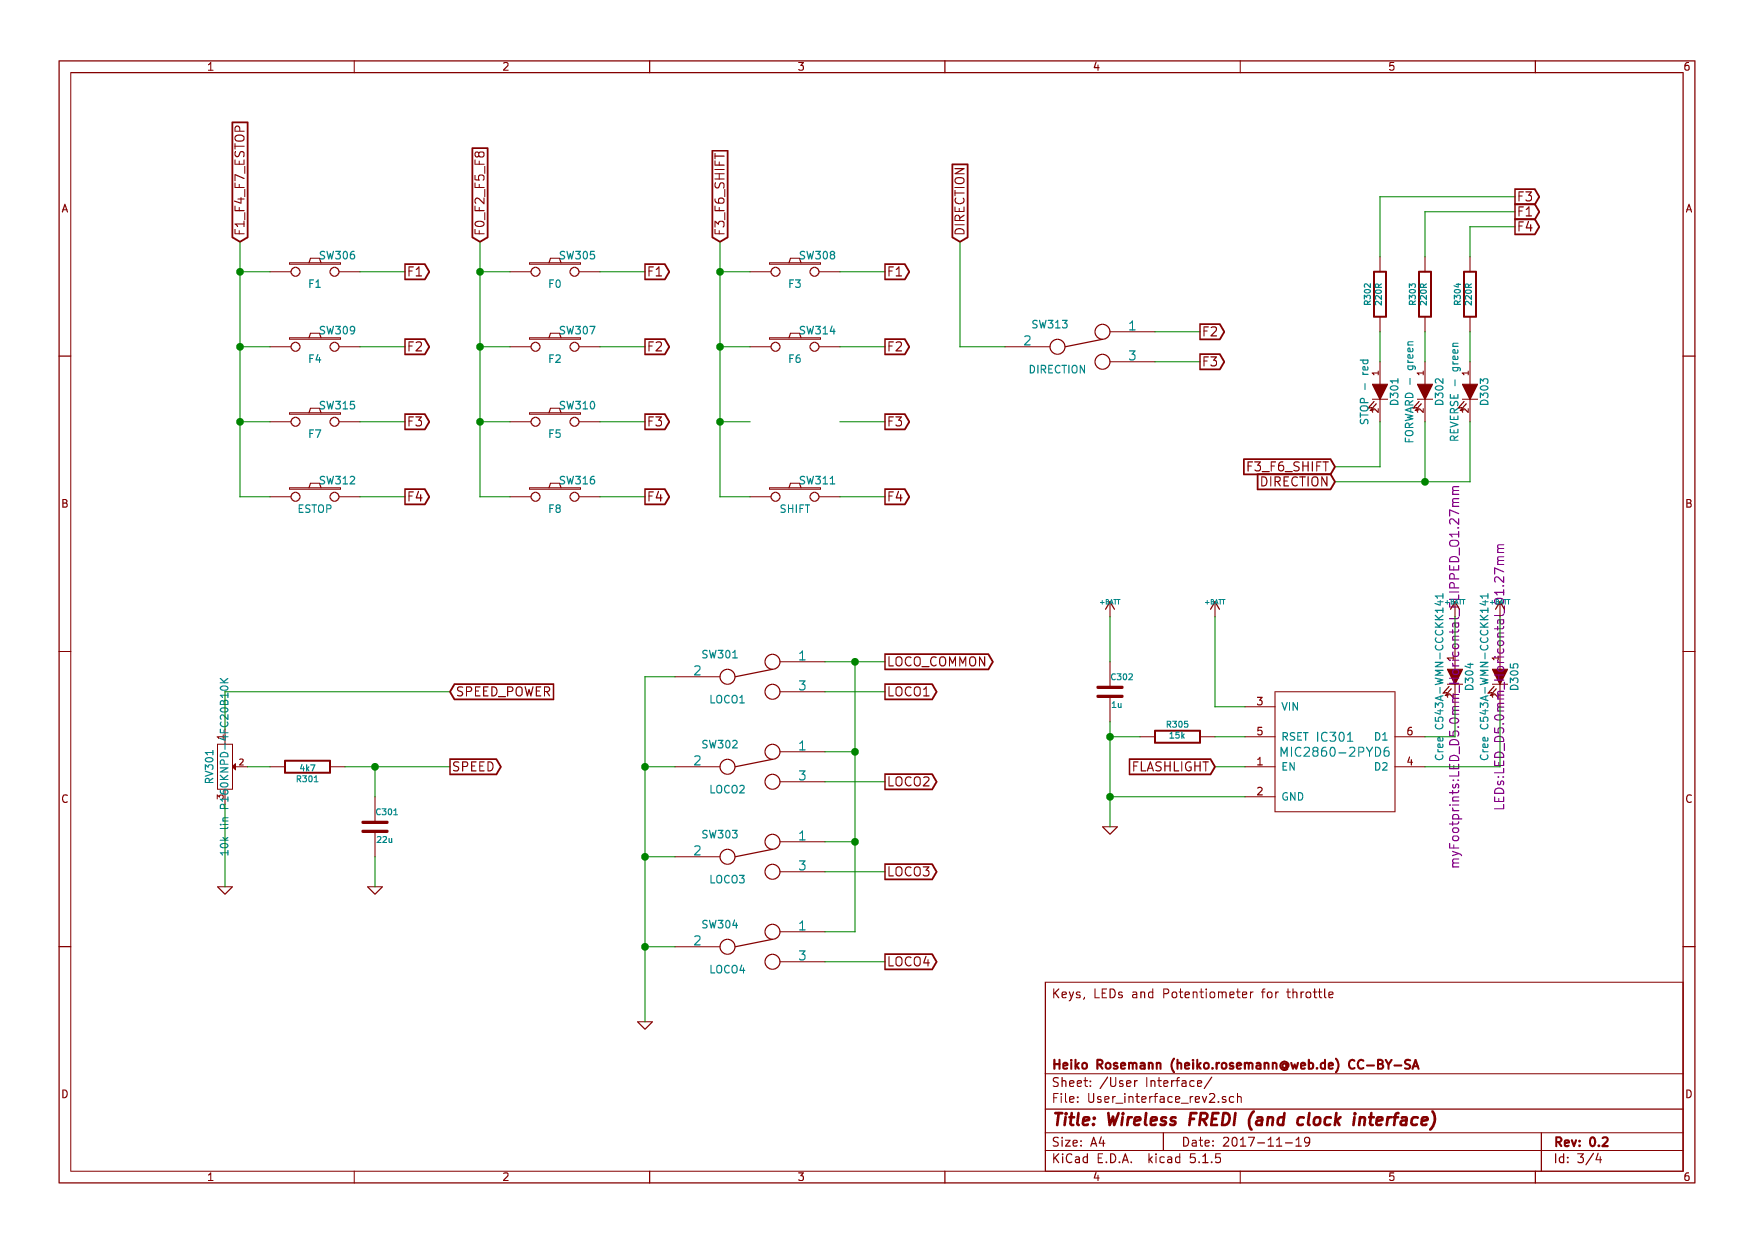 1 2 3 4 5 6
A A
B B
C C
D D
F1_F4_F7_ESTOP
SW306
F1
F1
SW309
F4
F2
SW315
F7
F3
SW312
ESTOP
F4
F0_F2_F5_F8
SW305
F0
F1
SW307
F2
F2
SW310
F5
F3
SW316
F8
F4
F3_F6_SHIFT
SW308
F3
F1
SW314
F6
F2
F3
SW311
SHIFT
F4
DIRECTION
SW313
2
1
3
DIRECTION
F2
F3
F3
F1
F4
R302
220R
R303
220R
R304
220R
STOP - red
1
2
D301
FORWARD - green
1
2
D302
REVERSE - green
1
2
D303
F3_F6_SHIFT
DIRECTION
SPEED_POWER
RV301
10k lin P160KNPD-4FC20B10K
1
2
3
4k7
R301
SPEED
C301
22u
SW301
2
1
3
LOCO1
LOCO_COMMON
LOCO1
SW302
2
1
3
LOCO2
LOCO2
SW303
2
1
3
LOCO3
LOCO3
SW304
2
1
3
LOCO4
LOCO4
+BATT
+BATT
+BATT
+BATT
C302
1u
R305
15k
FLASHLIGHT
3 VIN
5 RSET IC301 D1 6
MIC2860-2PYD6
1 EN D2 4
2 GND
Cree C543A-WMN-CCCKK141
D304
Cree C543A-WMN-CCCKK141
D305
Keys, LEDs and Potentiometer for throttle
Heiko Rosemann (heiko.rosemann@web.de) CC-BY-SA
Sheet: /User Interface/
File: User_interface_rev2.sch
Title: Wireless FREDI (and clock interface)
Size: A4 Date: 2017-11-19 Rev: 0.2
KiCad E.D.A. kicad 5.1.5 Id: 3/4
1 2 3 4 5 6